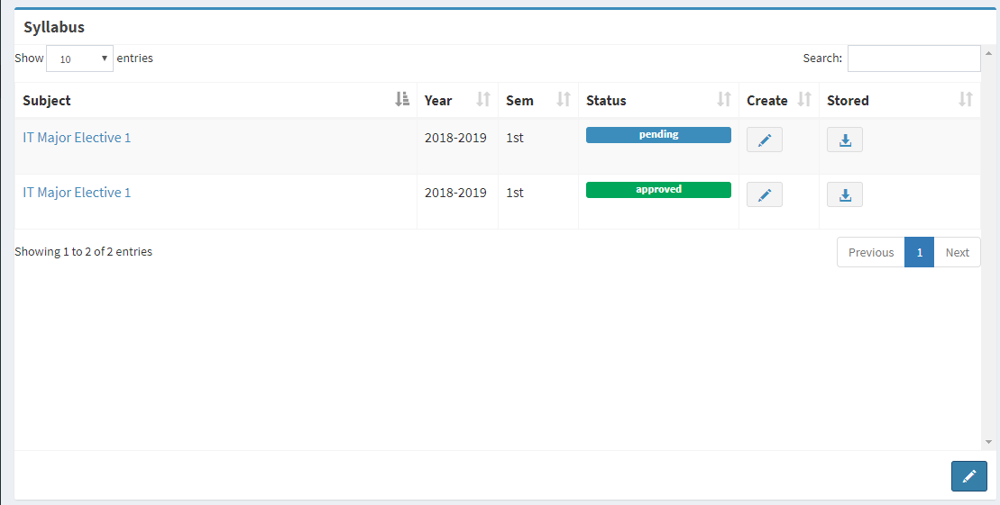 Syllabus
Show 10 entries Search:
Subject Year Sem Status Create Stored
IT Major Elective 1 2018-2019 1st pending
IT Major Elective 1 2018-2019 1st approved
Showing 1 to 2 of 2 entries Previous 1 Next